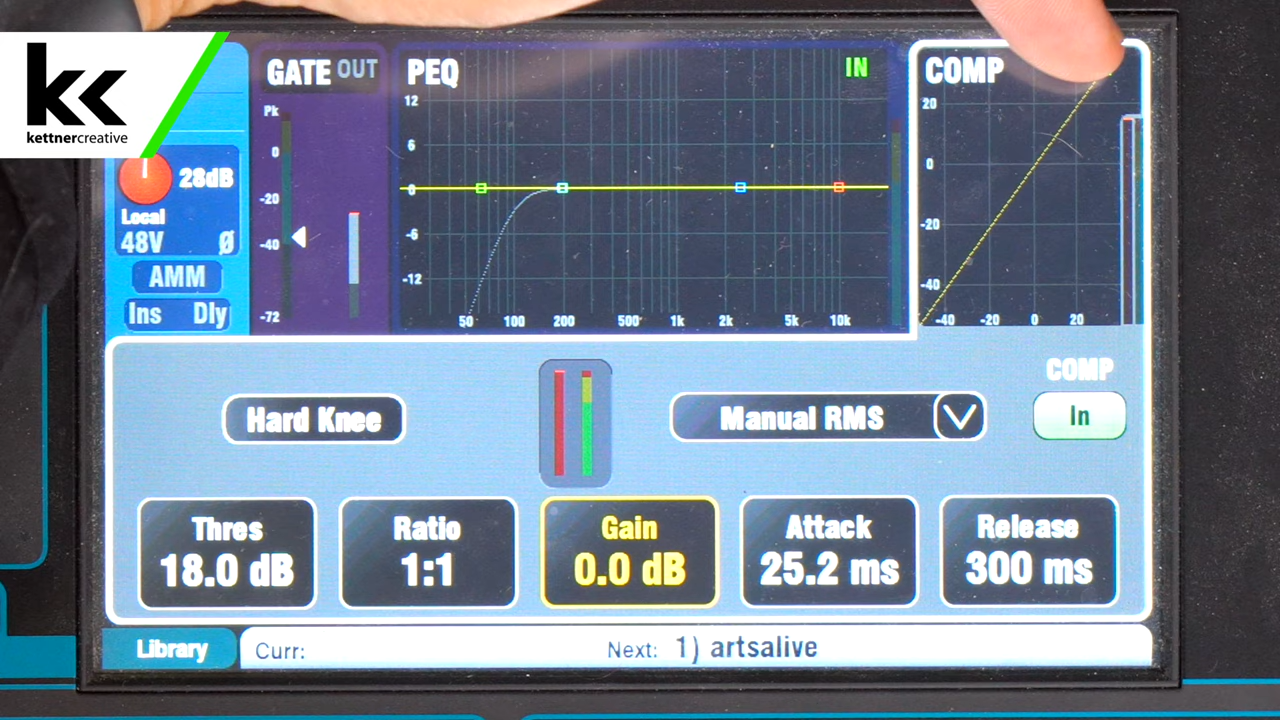 kk
kettnercreative
GATE OUT
PEQ
IN
COMP
Pk
0
-20
-40
-72
12
6
0
-6
-12
50 100 200 500 1k 2k 5k 10k
20
0
-20
-40
-40 -20 0 20
28dB
Local
48V Ø
AMM
Ins Dly
COMP
Hard Knee
Manual RMS
In
Thres
18.0 dB
Ratio
1:1
Gain
0.0 dB
Attack
25.2 ms
Release
300 ms
Library
Curr:
Next: 1) artsalive